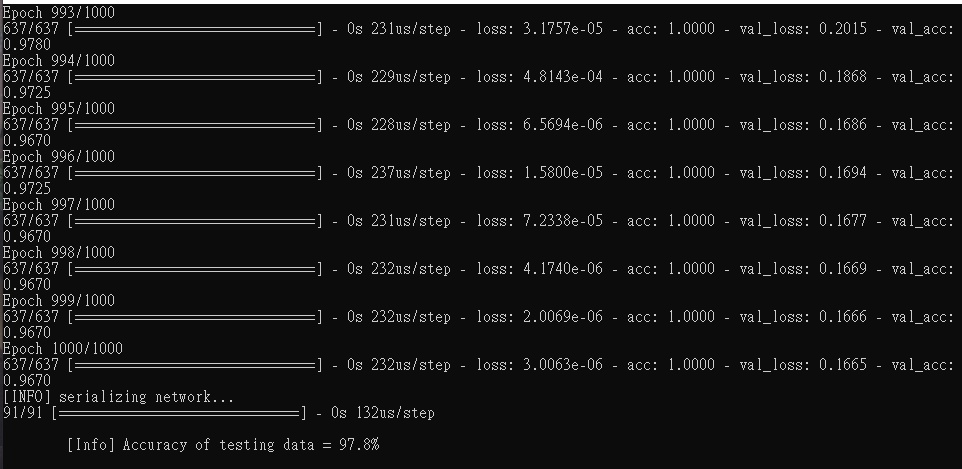 Epoch 993/1000
637/637 [==============================] - 0s 231us/step - loss: 3.1757e-05 - acc: 1.0000 - val_loss: 0.2015 - val_acc:
0.9780
Epoch 994/1000
637/637 [==============================] - 0s 229us/step - loss: 4.8143e-04 - acc: 1.0000 - val_loss: 0.1868 - val_acc:
0.9725
Epoch 995/1000
637/637 [==============================] - 0s 228us/step - loss: 6.5694e-06 - acc: 1.0000 - val_loss: 0.1686 - val_acc:
0.9670
Epoch 996/1000
637/637 [==============================] - 0s 237us/step - loss: 1.5800e-05 - acc: 1.0000 - val_loss: 0.1694 - val_acc:
0.9725
Epoch 997/1000
637/637 [==============================] - 0s 231us/step - loss: 7.2338e-05 - acc: 1.0000 - val_loss: 0.1677 - val_acc:
0.9670
Epoch 998/1000
637/637 [==============================] - 0s 232us/step - loss: 4.1740e-06 - acc: 1.0000 - val_loss: 0.1669 - val_acc:
0.9670
Epoch 999/1000
637/637 [==============================] - 0s 232us/step - loss: 2.0069e-06 - acc: 1.0000 - val_loss: 0.1666 - val_acc:
0.9670
Epoch 1000/1000
637/637 [==============================] - 0s 232us/step - loss: 3.0063e-06 - acc: 1.0000 - val_loss: 0.1665 - val_acc:
0.9670
[INFO] serializing network...
91/91 [==============================] - 0s 132us/step
[Info] Accuracy of testing data = 97.8%